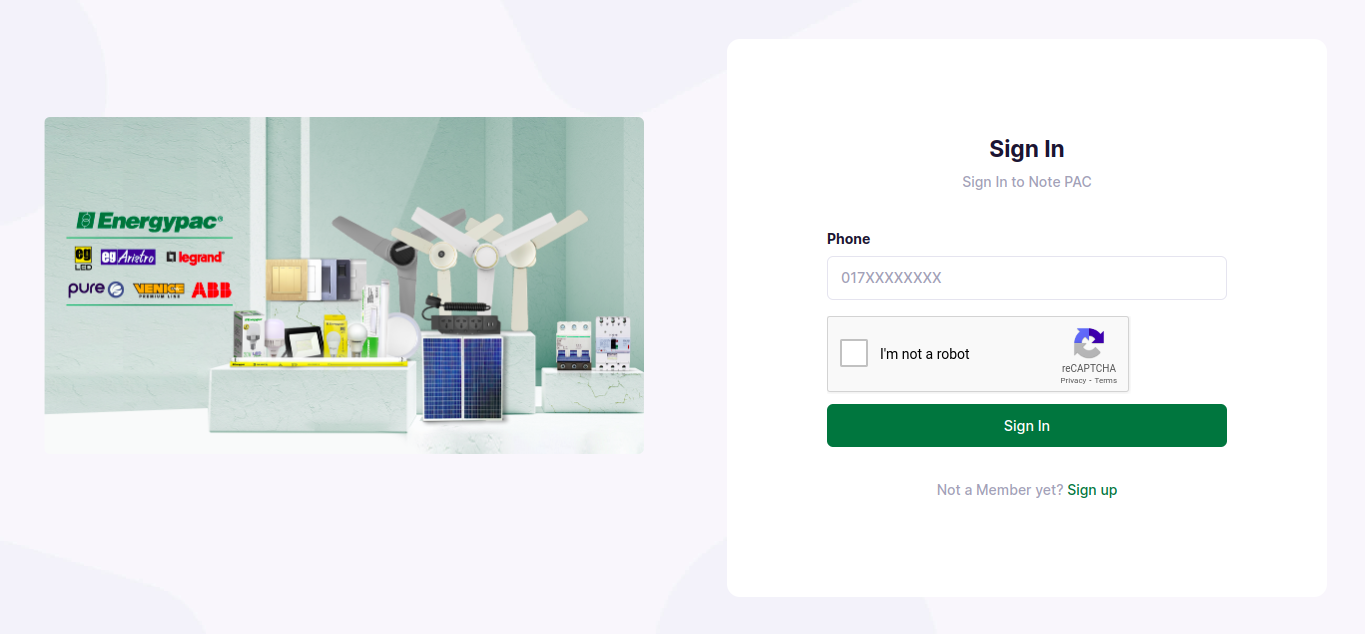 Energypac
eg
LED
eg Arietro
legrand
pure
VENICE
PREMIUM LINE
ABB
Sign In
Sign In to Note PAC
Phone
017XXXXXXXX
I'm not a robot
reCAPTCHA
Privacy - Terms
Sign In
Not a Member yet? Sign up